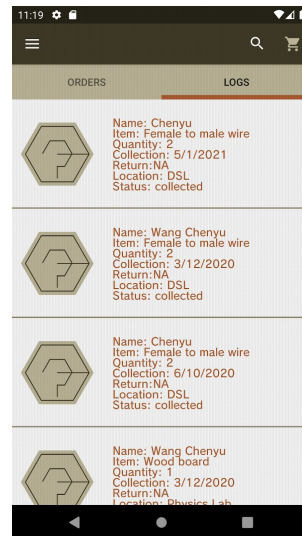 11:19
ORDERS
LOGS
Name: Chenyu
Item: Female to male wire
Quantity: 2
Collection: 5/1/2021
Return:NA
Location: DSL
Status: collected
Name: Wang Chenyu
Item: Female to male wire
Quantity: 2
Collection: 3/12/2020
Return:NA
Location: DSL
Status: collected
Name: Chenyu
Item: Female to male wire
Quantity: 2
Collection: 6/10/2020
Return:NA
Location: DSL
Status: collected
Name: Wang Chenyu
Item: Wood board
Quantity: 1
Collection: 3/12/2020
Return:NA
Location: Physics Lab